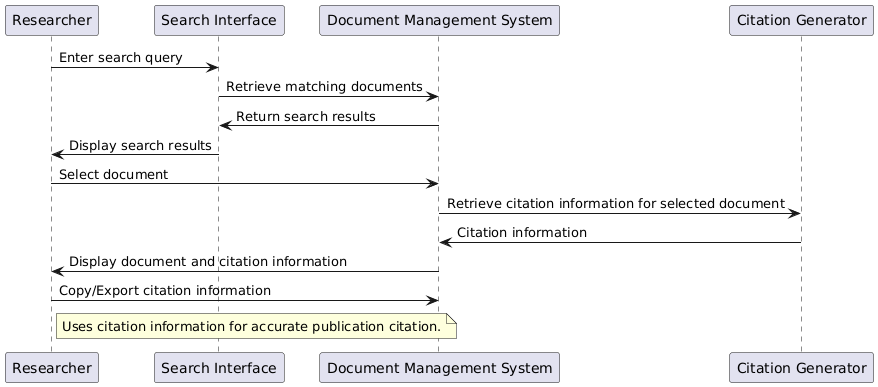 Researcher
Search Interface
Document Management System
Citation Generator
Enter search query
Retrieve matching documents
Return search results
Display search results
Select document
Retrieve citation information for selected document
Citation information
Display document and citation information
Copy/Export citation information
Uses citation information for accurate publication citation.
Researcher
Search Interface
Document Management System
Citation Generator